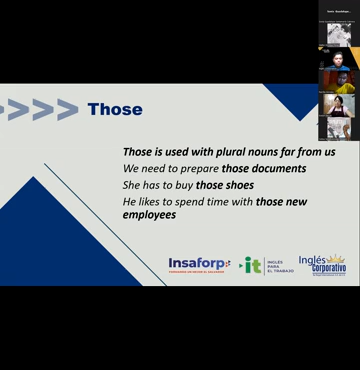 Those
Those is used with plural nouns far from us
We need to prepare those documents
She has to buy those shoes
He likes to spend time with those new
employees
Insaforp
it
INGLÉS
PARA
EL TRABAJO
Inglés
Corporativo